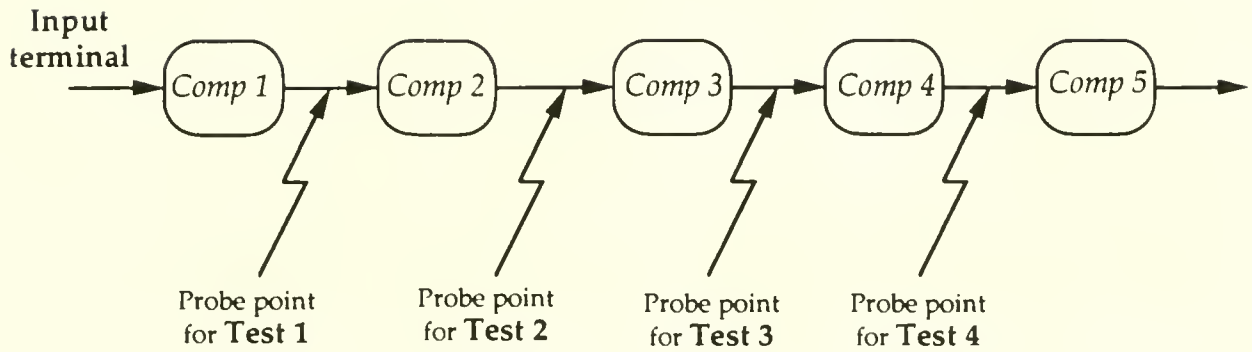 Input
terminal
Comp 1
Comp 2
Comp 3
Comp 4
Comp 5
Probe point
for Test 1
Probe point
for Test 2
Probe point
for Test 3
Probe point
for Test 4